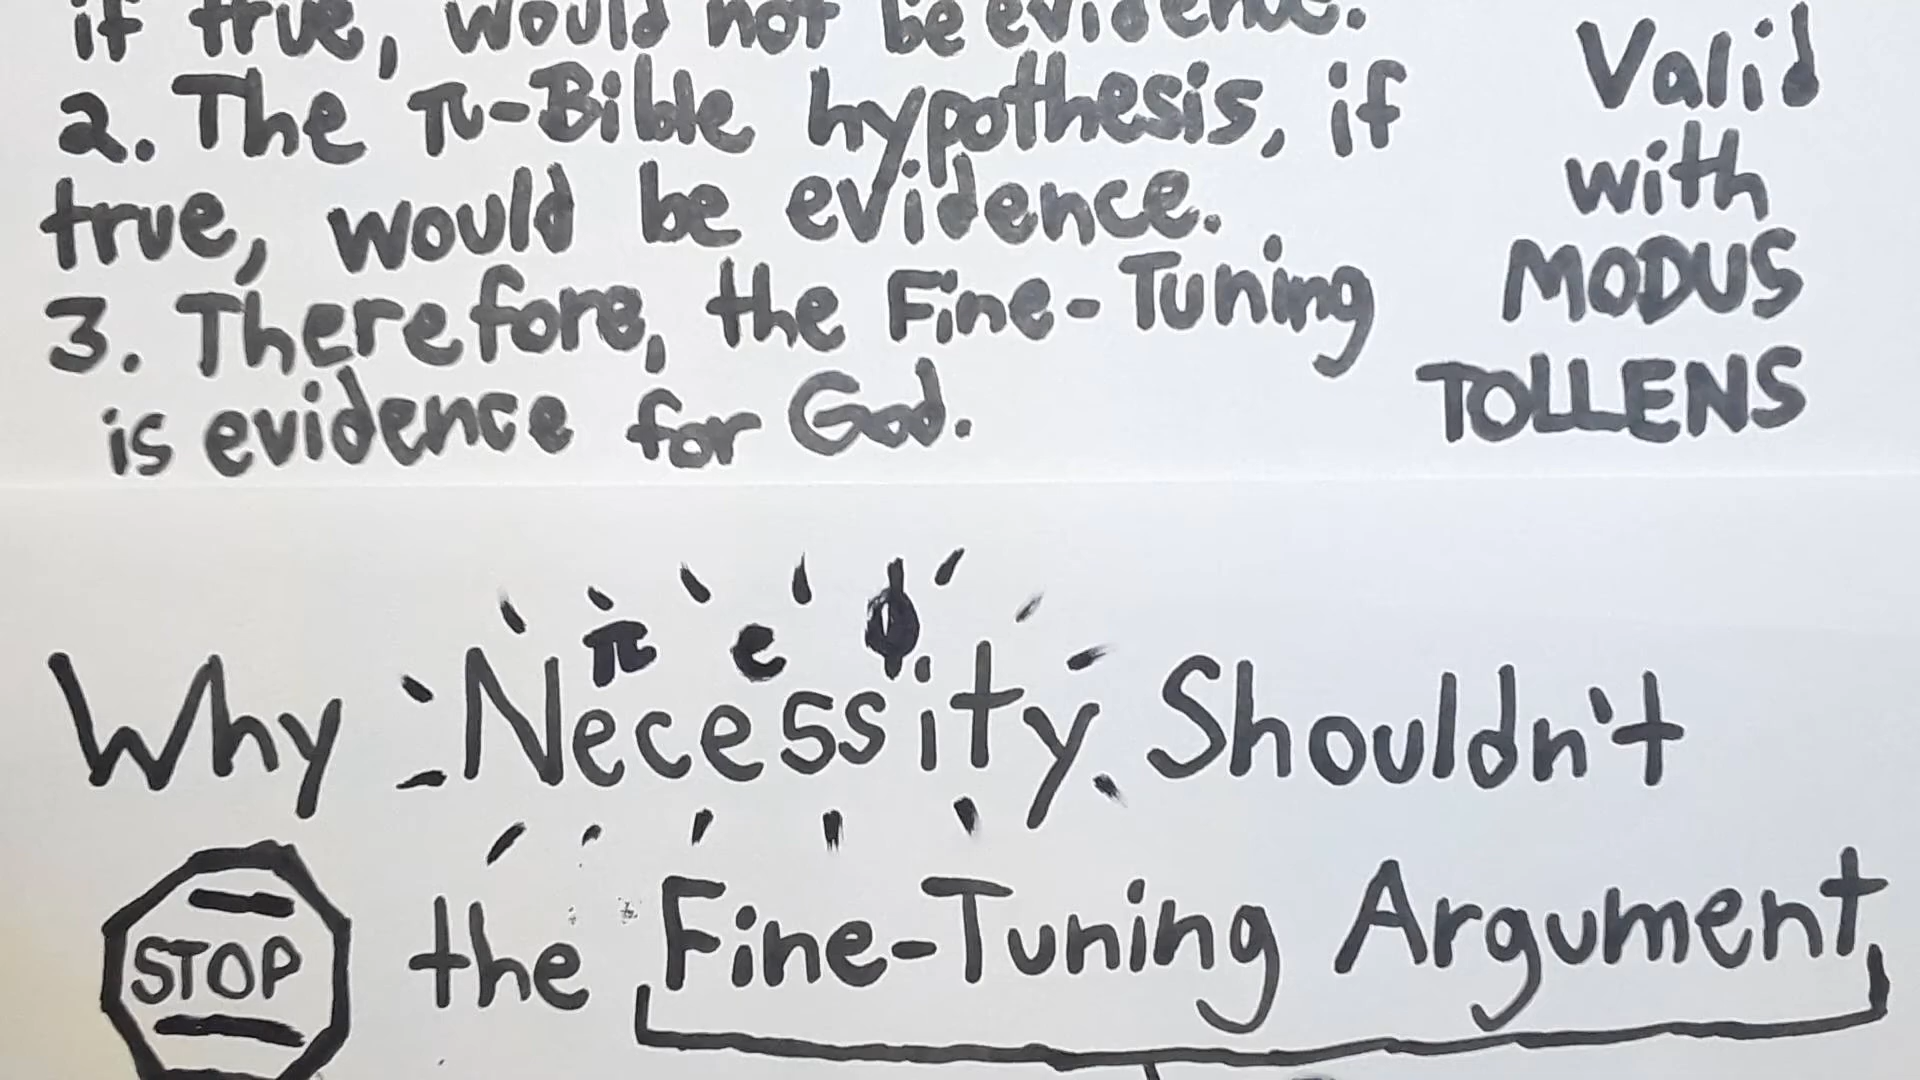 if true, would not be evidence.
2. The π-Bible hypothesis, if
true, would be evidence.
3. Therefore, the Fine-Tuning
is evidence for God.
Valid
with
MODUS
TOLLENS
π e ϕ
Why Necessity Shouldn't
STOP
the Fine-Tuning Argument